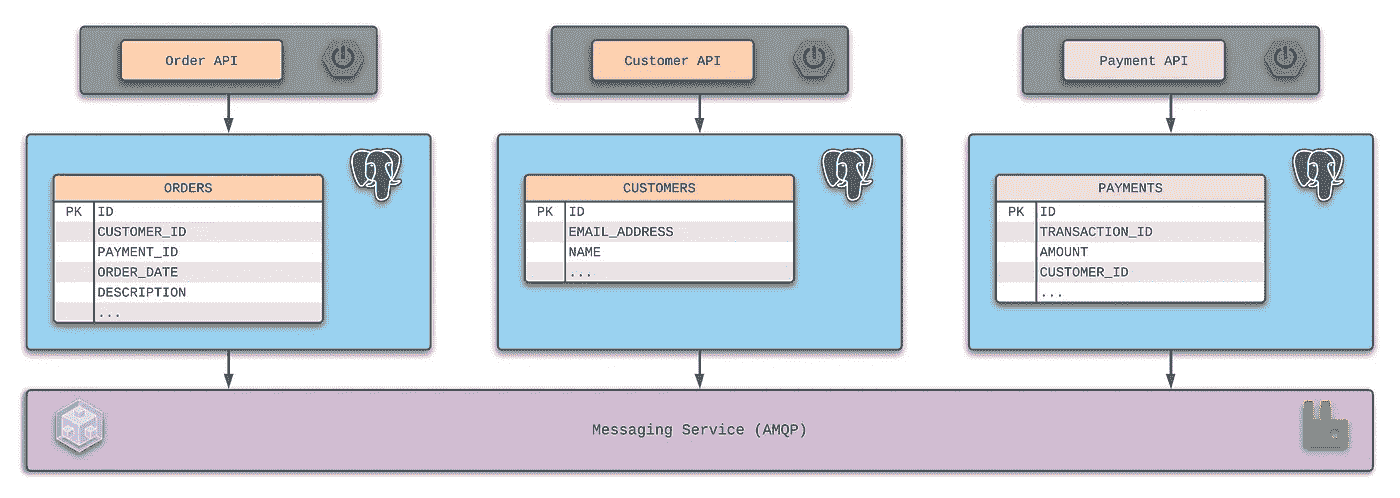 Order API
Customer API
Payment API
ORDERS
PK ID
CUSTOMER_ID
PAYMENT_ID
ORDER_DATE
DESCRIPTION
...
CUSTOMERS
PK ID
EMAIL_ADDRESS
NAME
...
PAYMENTS
PK ID
TRANSACTION_ID
AMOUNT
CUSTOMER_ID
...
Messaging Service (AMQP)